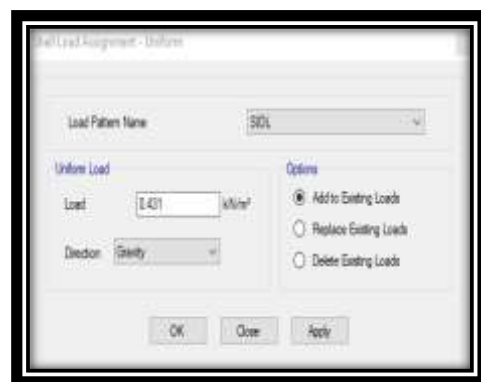 Shell Load Assignment - Uniform
Load Pattern Name SIDL
Uniform Load
Load 0.431 kN/m²
Direction Gravity
Options
Add to Existing Loads
Replace Existing Loads
Delete Existing Loads
OK Close Apply